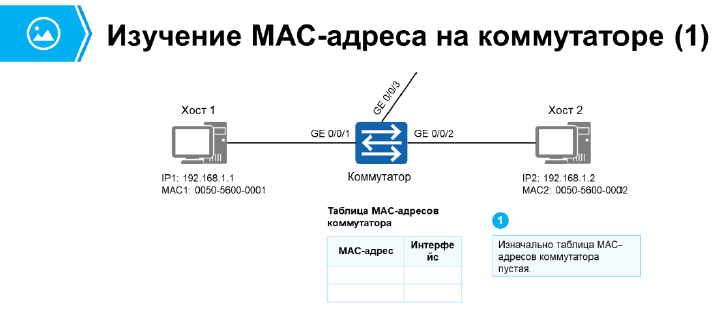 Изучение MAC-адреса на коммутаторе (1)
GE 0/0/3
Хост 1
Хост 2
GE 0/0/1
GE 0/0/2
Коммутатор
IP1: 192.168.1.1
MAC1: 0050-5600-0001
IP2: 192.168.1.2
MAC2: 0050-5600-0002
Таблица MAC-адресов
коммутатора
MAC-адрес
Интерфе
йс
1
Изначально таблица MAC–
адресов коммутатора
пустая.